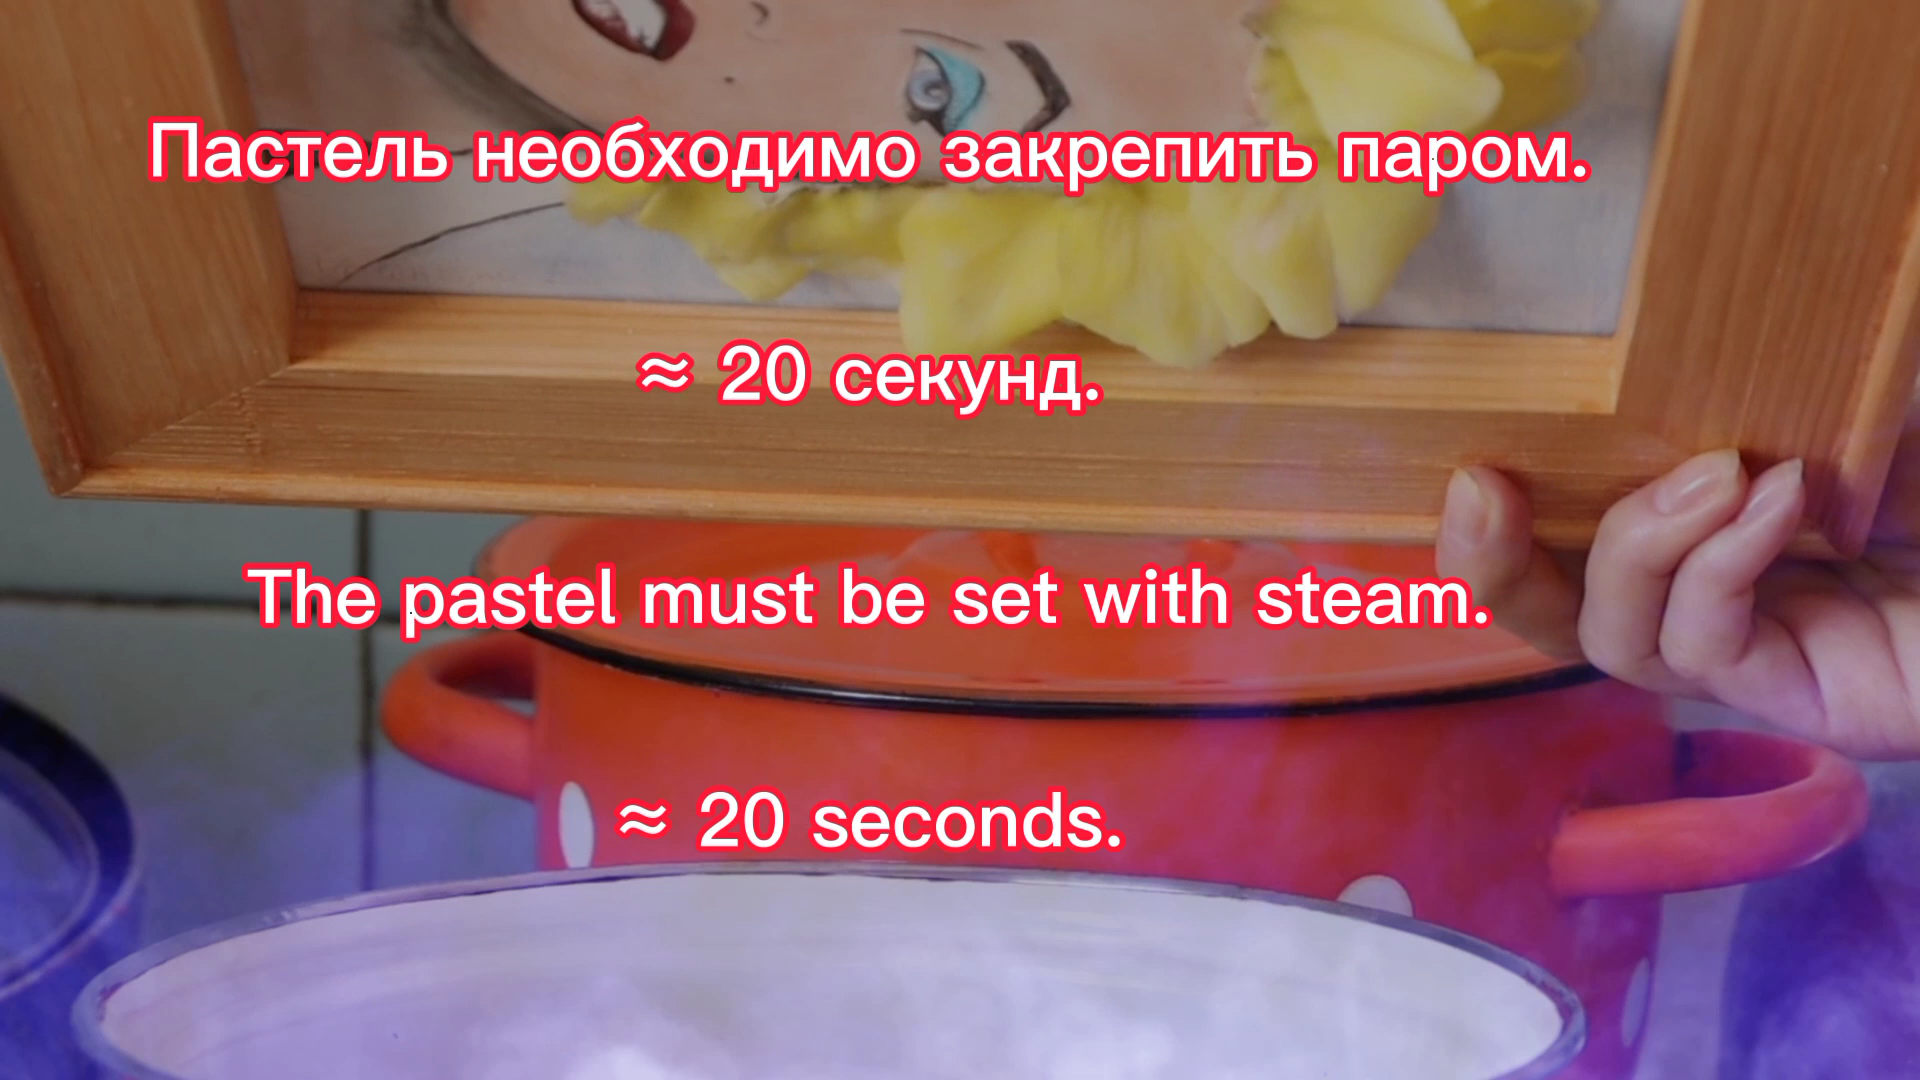 Пастель необходимо закрепить паром.
≈ 20 секунд.
The pastel must be set with steam.
≈ 20 seconds.